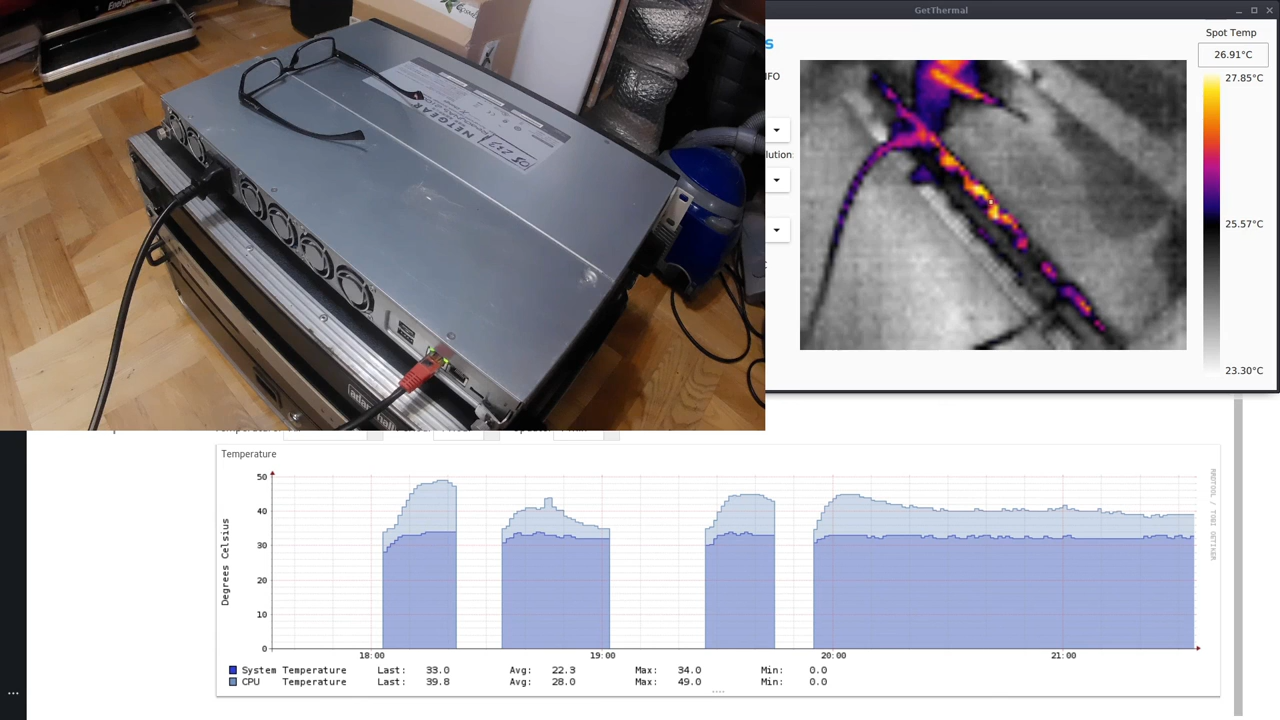 GetThermal
Spot Temp
26.91°C
27.85°C
25.57°C
23.30°C
NETGEAR
Temperature
Degrees Celsius
50
40
30
20
10
0
18:00
19:00
20:00
21:00
System Temperature Last: 33.0 Avg: 22.3 Max: 34.0 Min: 0.0
CPU Temperature Last: 39.8 Avg: 28.0 Max: 49.0 Min: 0.0
RRDTOOL / TOBI OETIKER